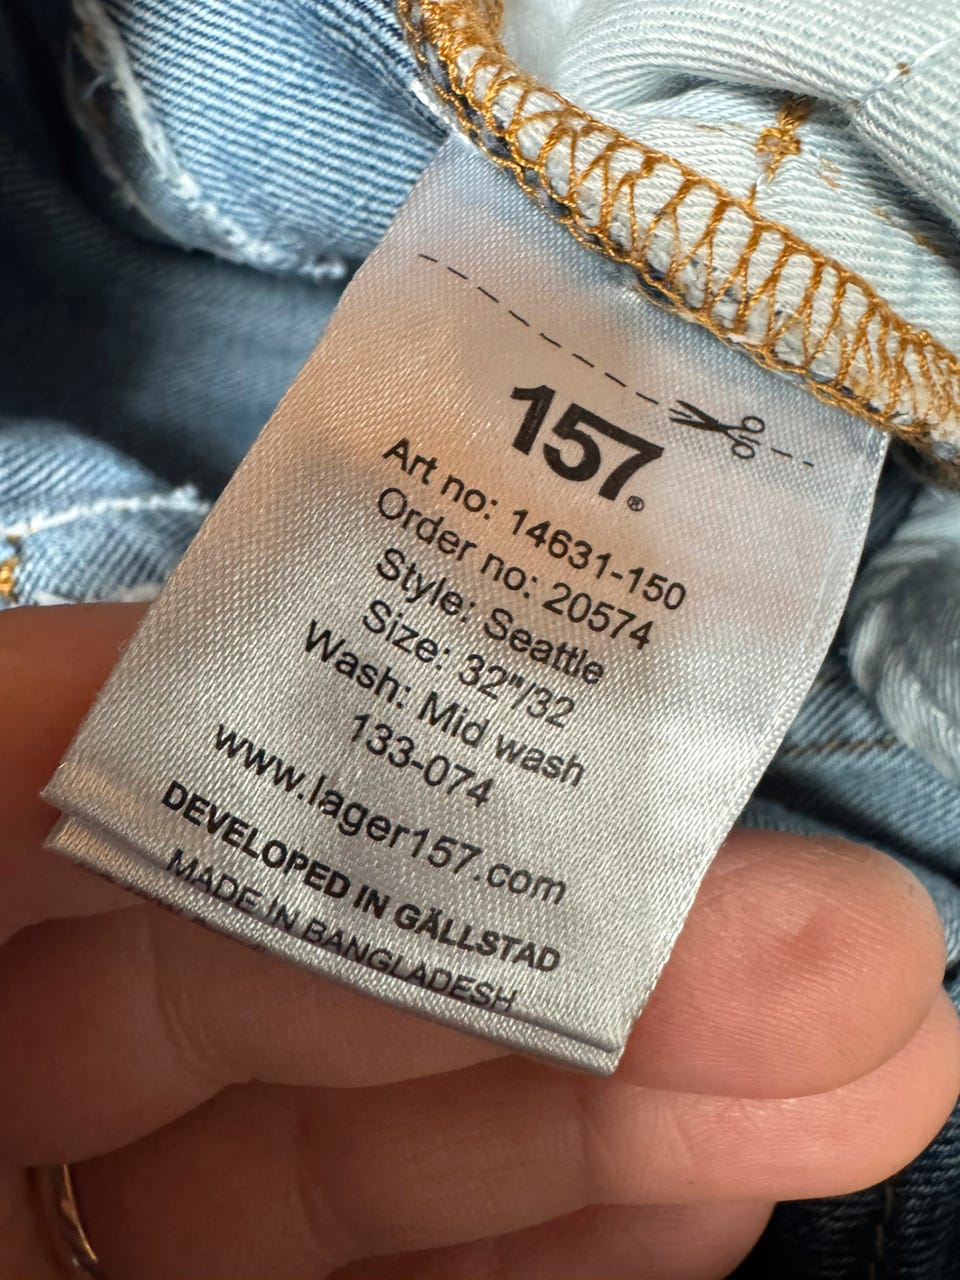 157®
Art no: 14631-150
Order no: 20574
Style: Seattle
Size: 32"/32
Wash: Mid wash
133-074
www.lager157.com
DEVELOPED IN GÄLLSTAD
MADE IN BANGLADESH